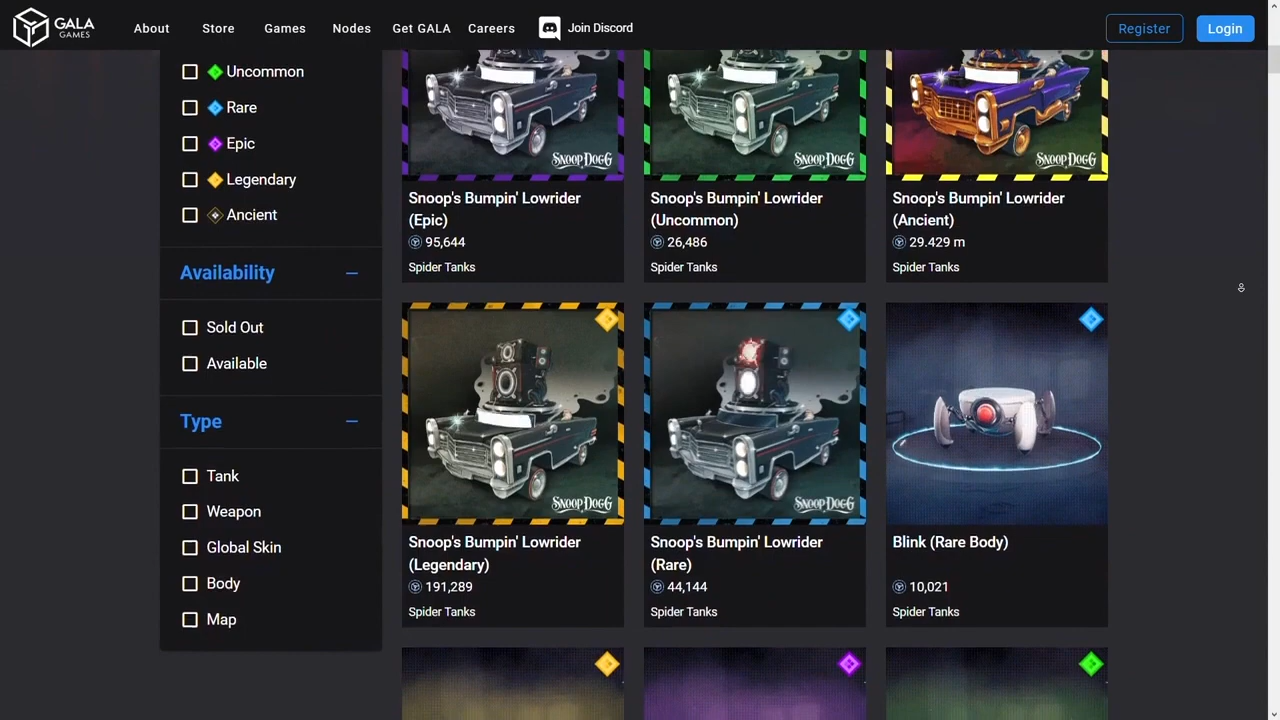 GALA
GAMES
About
Store
Games
Nodes
Get GALA
Careers
Join Discord
Register
Login
Uncommon
Rare
Epic
Legendary
Ancient
Availability
Sold Out
Available
Type
Tank
Weapon
Global Skin
Body
Map
SNOOP DOGG
Snoop's Bumpin' Lowrider
(Epic)
95,644
Spider Tanks
SNOOP DOGG
Snoop's Bumpin' Lowrider
(Uncommon)
26,486
Spider Tanks
SNOOP DOGG
Snoop's Bumpin' Lowrider
(Ancient)
29.429 m
Spider Tanks
SNOOP DOGG
Snoop's Bumpin' Lowrider
(Legendary)
191,289
Spider Tanks
SNOOP DOGG
Snoop's Bumpin' Lowrider
(Rare)
44,144
Spider Tanks
Blink (Rare Body)
10,021
Spider Tanks